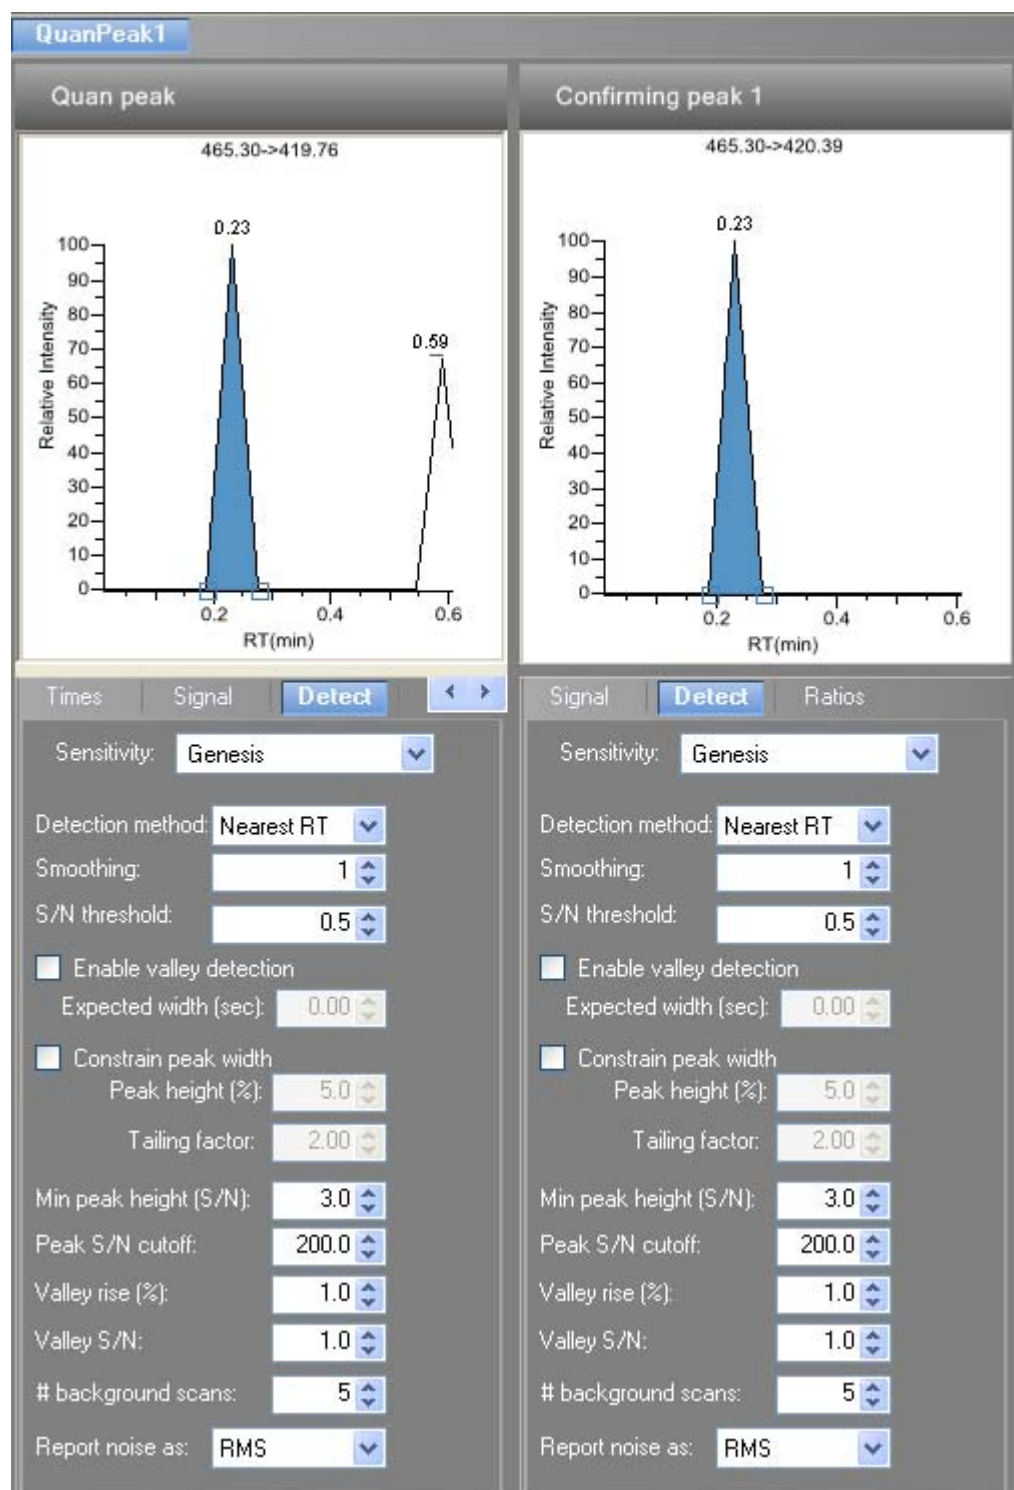 QuanPeak1
Quan peak
465.30->419.76
0.23
0.59
100
90
80
70
60
50
40
30
20
10
0
Relative Intensity
0.2 0.4 0.6
RT(min)
Times Signal Detect
Sensitivity: Genesis
Detection method: Nearest RT
Smoothing: 1
S/N threshold: 0.5
Enable valley detection
Expected width (sec): 0.00
Constrain peak width
Peak height (%): 5.0
Tailing factor: 2.00
Min peak height (S/N): 3.0
Peak S/N cutoff: 200.0
Valley rise (%): 1.0
Valley S/N: 1.0
# background scans: 5
Report noise as: RMS
Confirming peak 1
465.30->420.39
0.23
100
90
80
70
60
50
40
30
20
10
0
Relative Intensity
0.2 0.4 0.6
RT(min)
Signal Detect Ratios
Sensitivity: Genesis
Detection method: Nearest RT
Smoothing: 1
S/N threshold: 0.5
Enable valley detection
Expected width (sec): 0.00
Constrain peak width
Peak height (%): 5.0
Tailing factor: 2.00
Min peak height (S/N): 3.0
Peak S/N cutoff: 200.0
Valley rise (%): 1.0
Valley S/N: 1.0
# background scans: 5
Report noise as: RMS